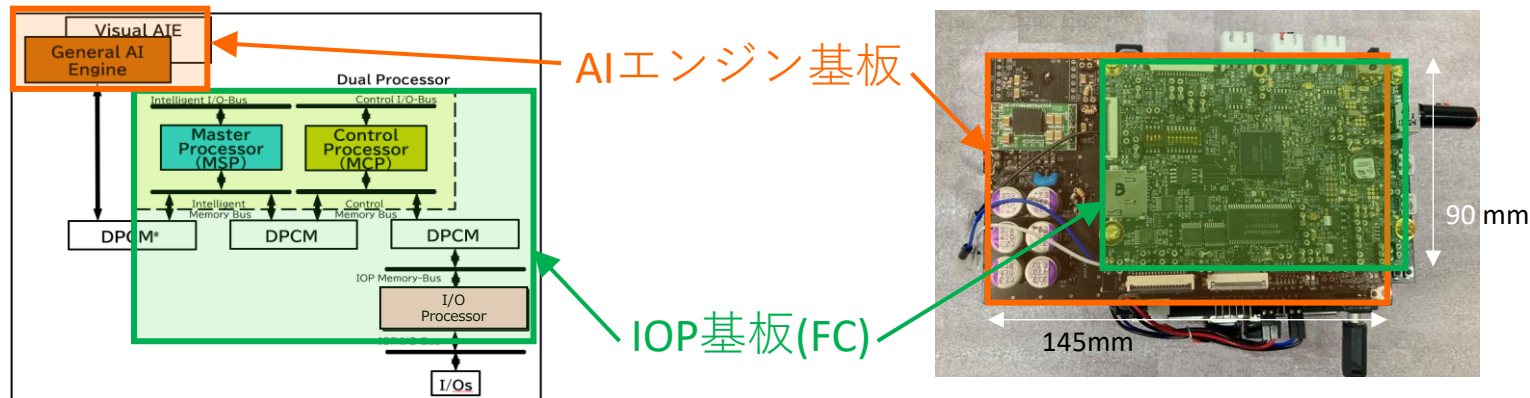 Visual AIE
General AI
Engine
Dual Processor
Intelligent I/O-Bus
Control I/O-Bus
Master
Processor
(MSP)
Control
Processor
(MCP)
Intelligent
Memory Bus
Control
Memory Bus
DPCM*
DPCM
DPCM
IOP Memory-Bus
I/O
Processor
I/Os
AIエンジン基板
IOP基板(FC)
B
90 mm
145mm